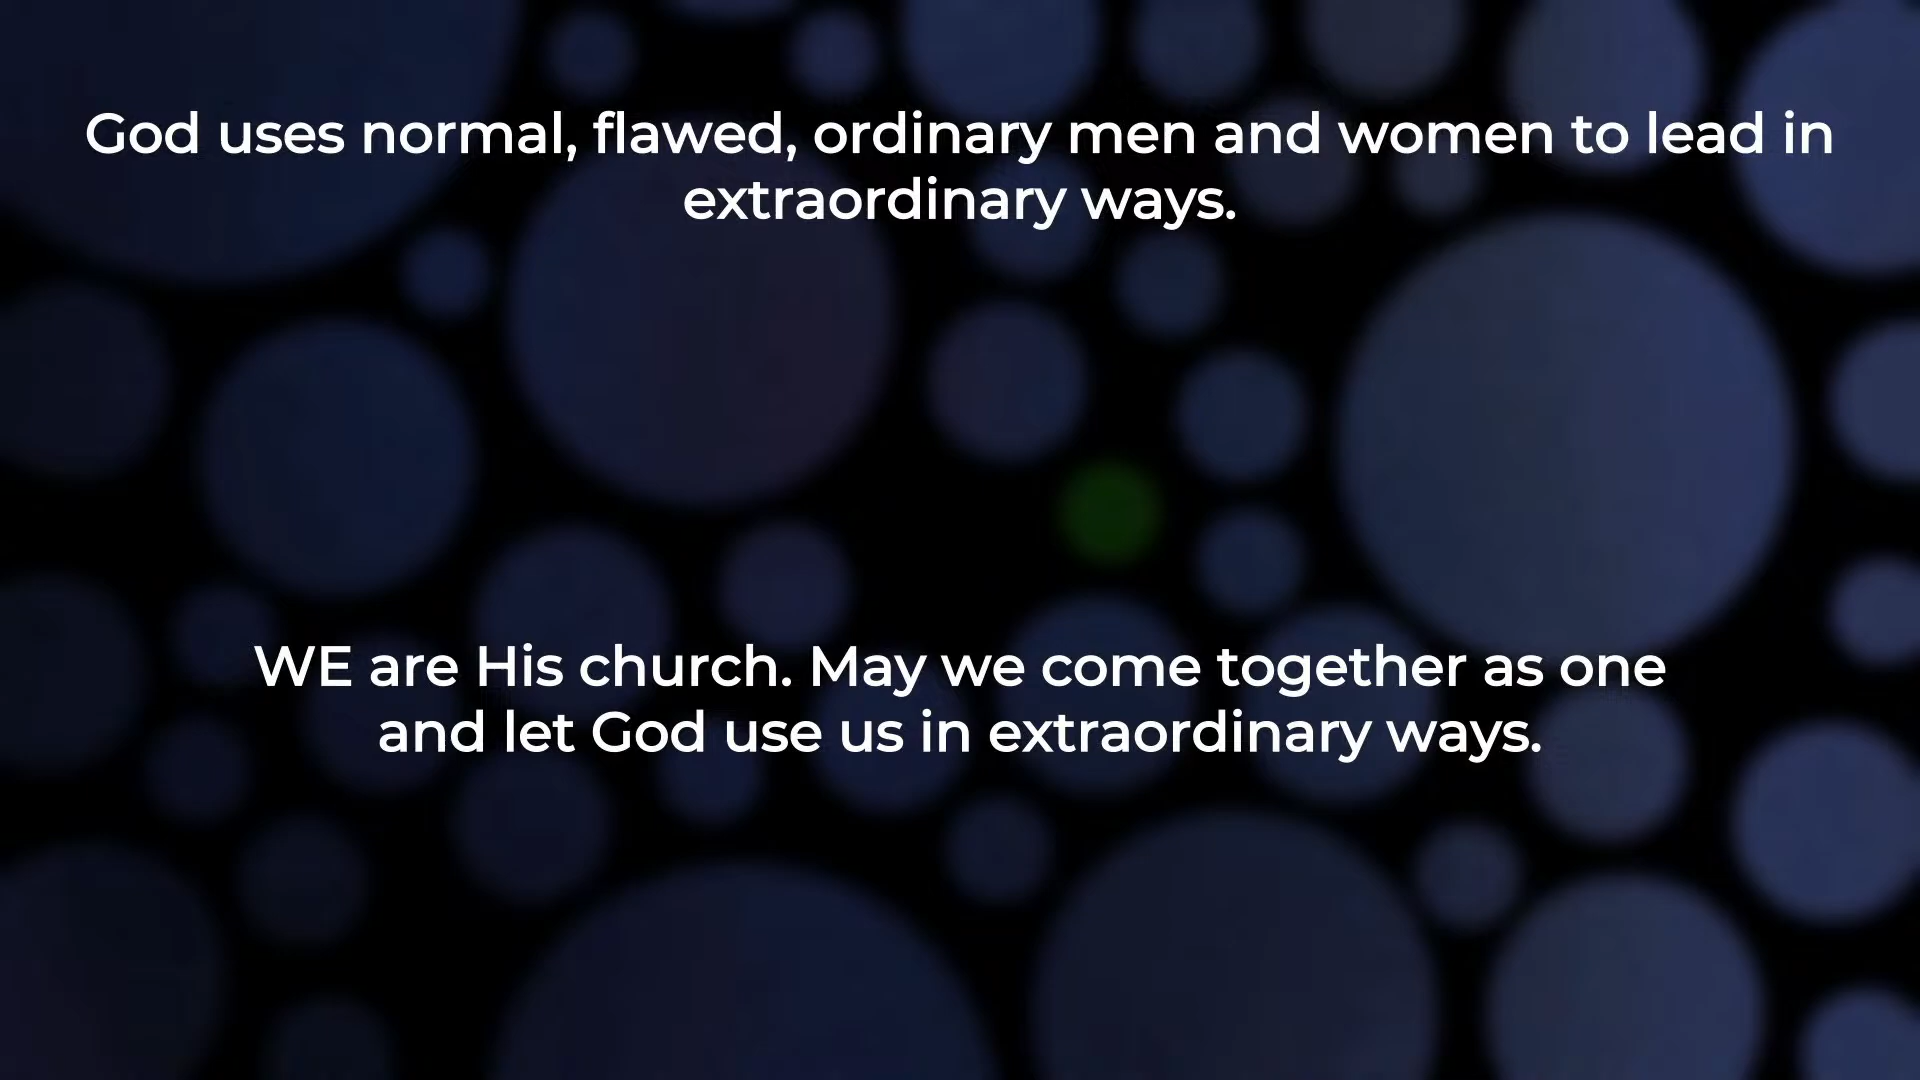 God uses normal, flawed, ordinary men and women to lead in
extraordinary ways.
WE are His church. May we come together as one
and let God use us in extraordinary ways.